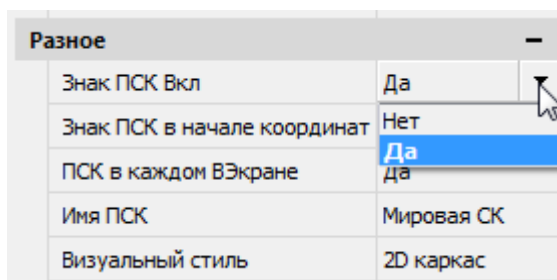 Разное
Знак ПСК Вкл Да
Знак ПСК в начале координат Нет
Да
ПСК в каждом ВЭкране Да
Имя ПСК Мировая СК
Визуальный стиль 2D каркас